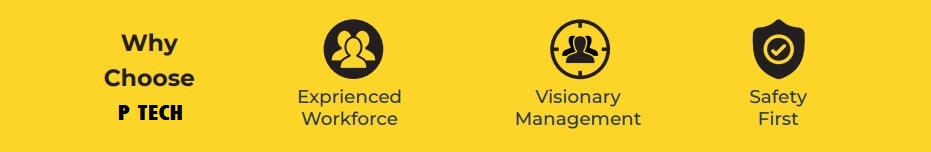 Why
Choose
P TECH
Exprienced
Workforce
Visionary
Management
Safety
First